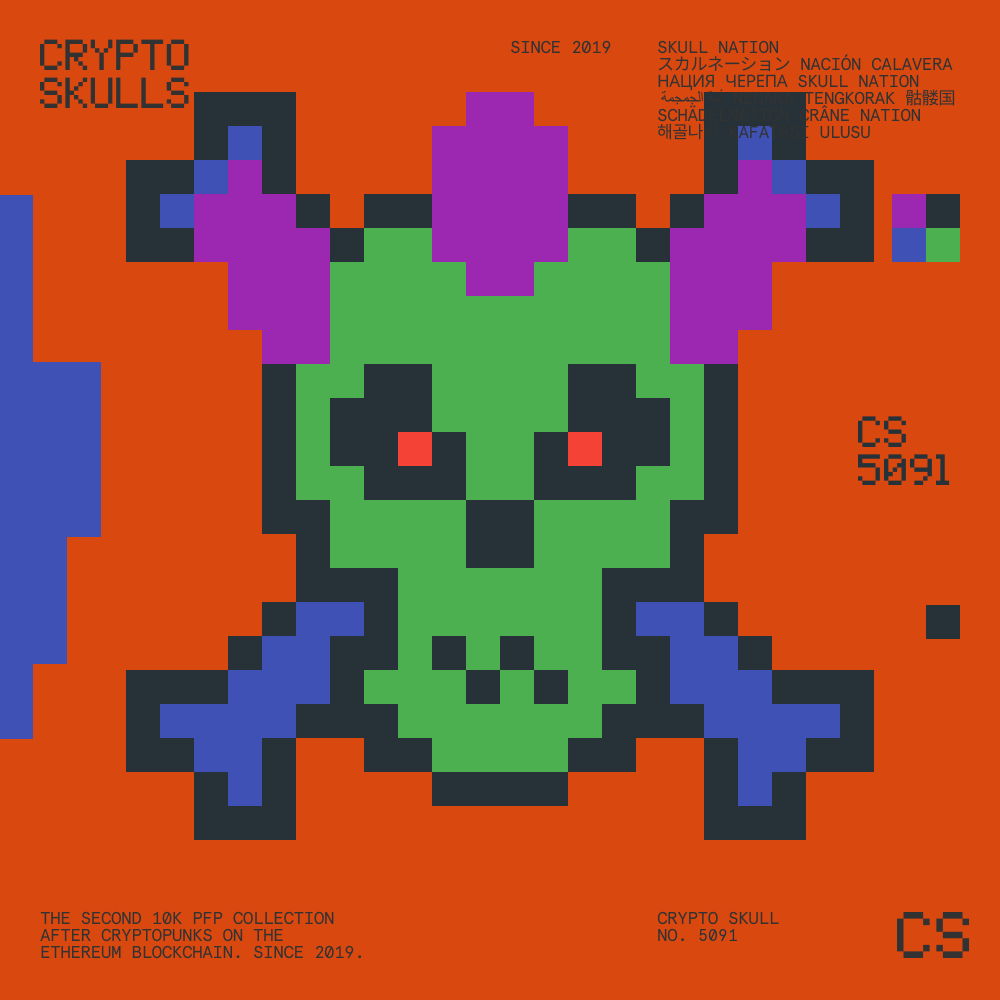 CRYPTO
SKULLS
SINCE 2019
SKULL NATION
スカルネーション NACIÓN CALAVERA
НАЦИЯ ЧЕРЕПА SKULL NATION
الجمجمة TENGKORAK 骷髅国
CRÂNE NATION
해골 ULUSU
CS
5091
THE SECOND 10K PFP COLLECTION
AFTER CRYPTOPUNKS ON THE
ETHEREUM BLOCKCHAIN. SINCE 2019.
CRYPTO SKULL
NO. 5091
CS